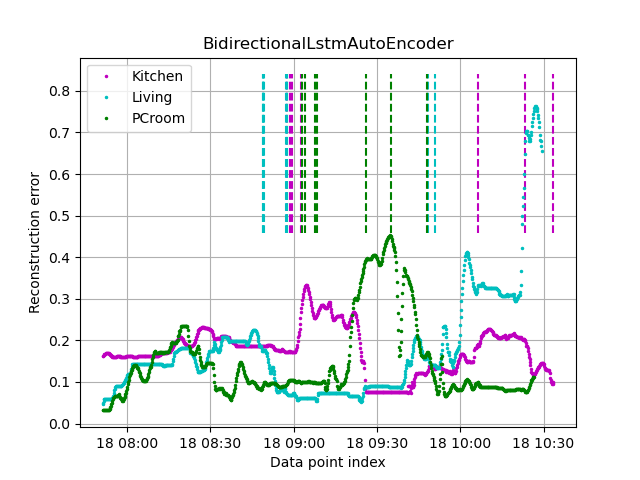 BidirectionalLstmAutoEncoder
Kitchen
Living
PCroom
Reconstruction error
0.8
0.7
0.6
0.5
0.4
0.3
0.2
0.1
0.0
18 08:00 18 08:30 18 09:00 18 09:30 18 10:00 18 10:30
Data point index